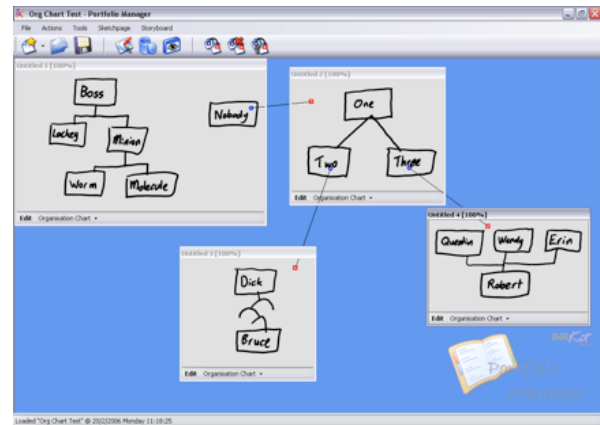 Org Chart Test - Portfolio Manager
File Actions Tools Sketchpage Storyboard
Untitled 1 [100%]
Boss
Lackey
Minion
Worm
Molerule
Edit Organisation Chart
Nobody
Untitled 2 [100%]
One
Two
Three
Edit Organisation Chart
Untitled 3 [100%]
Dick
Bruce
Edit Organisation Chart
Untitled 4 [100%]
Quentin
Wendy
Erin
Robert
Edit Organisation Chart
Portfolio
Manager
Loaded "Org Chart Test" @ 20/2/2006 Monday 11:18:25